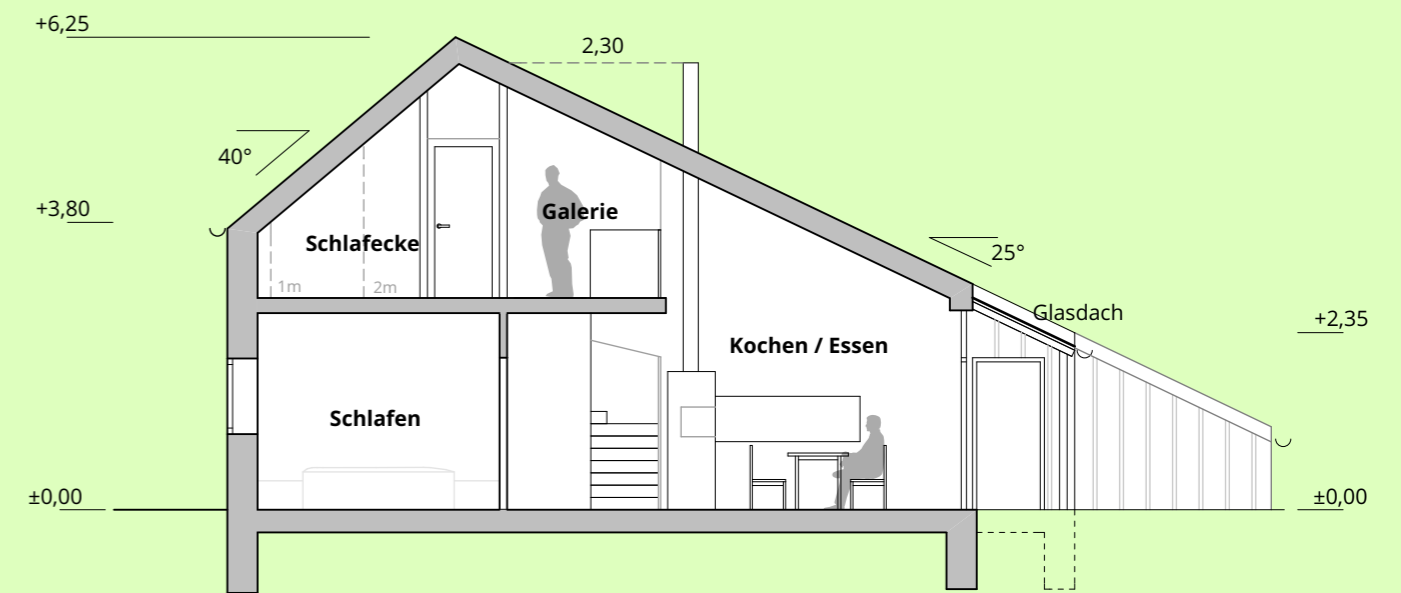 +6,25
2,30
40°
+3,80
Galerie
Schlafecke
25°
1m
2m
Glasdach
+2,35
Kochen / Essen
Schlafen
±0,00
±0,00